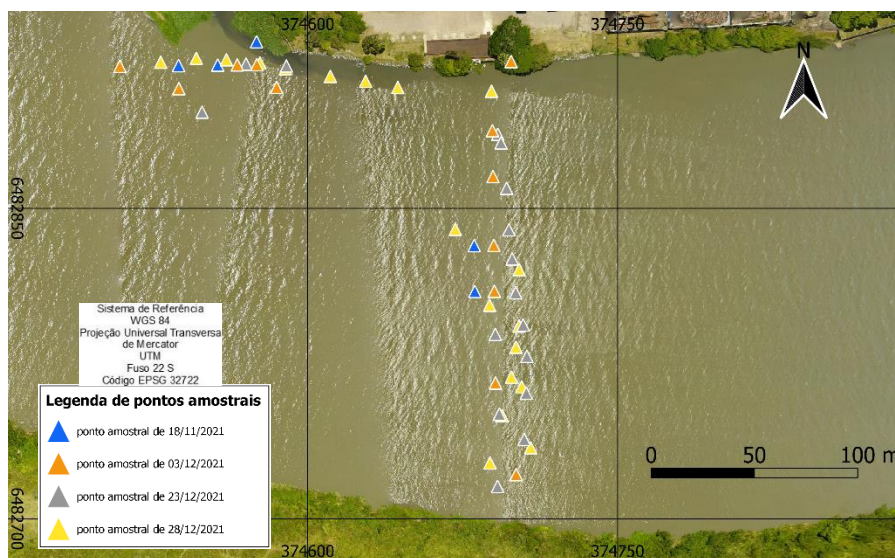 374600
374750
N
6482850
Sistema de Referência
WGS 84
Projeção Universal Transversal
de Mercator
UTM
Fuso 22 S
Código EPSG 32722
Legenda de pontos amostrais
ponto amostral de 18/11/2021
ponto amostral de 03/12/2021
ponto amostral de 23/12/2021
ponto amostral de 28/12/2021
0 50 100 m
6482700
374600
374750